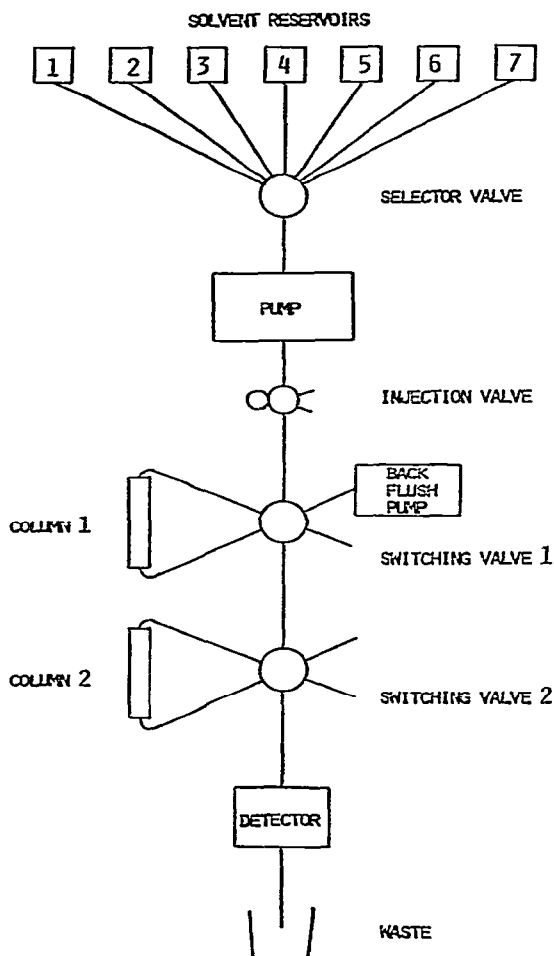 SOLVENT RESERVOIRS
1 2 3 4 5 6 7
SELECTOR VALVE
PUMP
INJECTION VALVE
BACK
FLUSH
PUMP
COLUMN 1
SWITCHING VALVE 1
COLUMN 2
SWITCHING VALVE 2
DETECTOR
WASTE